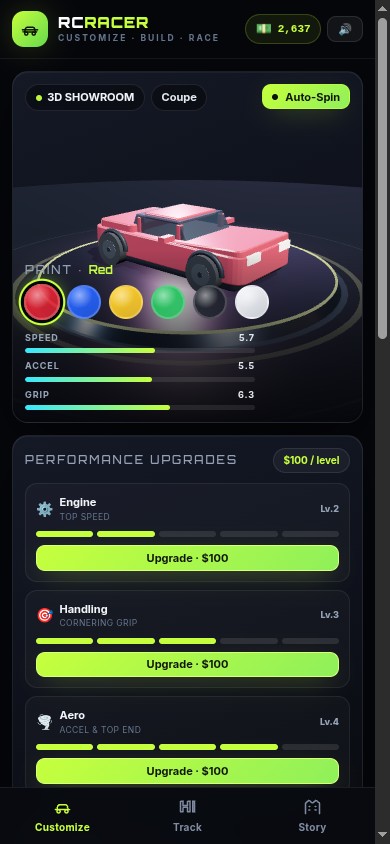 RCRACER
CUSTOMIZE · BUILD · RACE
2,637
3D SHOWROOM
Coupe
Auto-Spin
PRINT · Red
SPEED 5.7
ACCEL 5.5
GRIP 6.3
PERFORMANCE UPGRADES
$100 / level
Engine
TOP SPEED
Lv.2
Upgrade · $100
Handling
CORNERING GRIP
Lv.3
Upgrade · $100
Aero
ACCEL & TOP END
Lv.4
Upgrade · $100
Customize
Track
Story